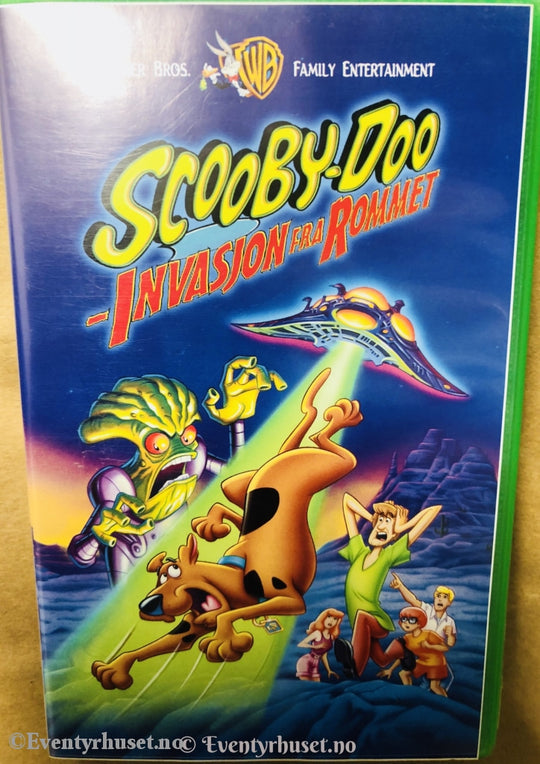 BROS. WB FAMILY ENTERTAINMENT
SCOOBY-DOO
-INVASJON FRA ROMMET
©Eventyrhuset.no © Eventyrhuset.no